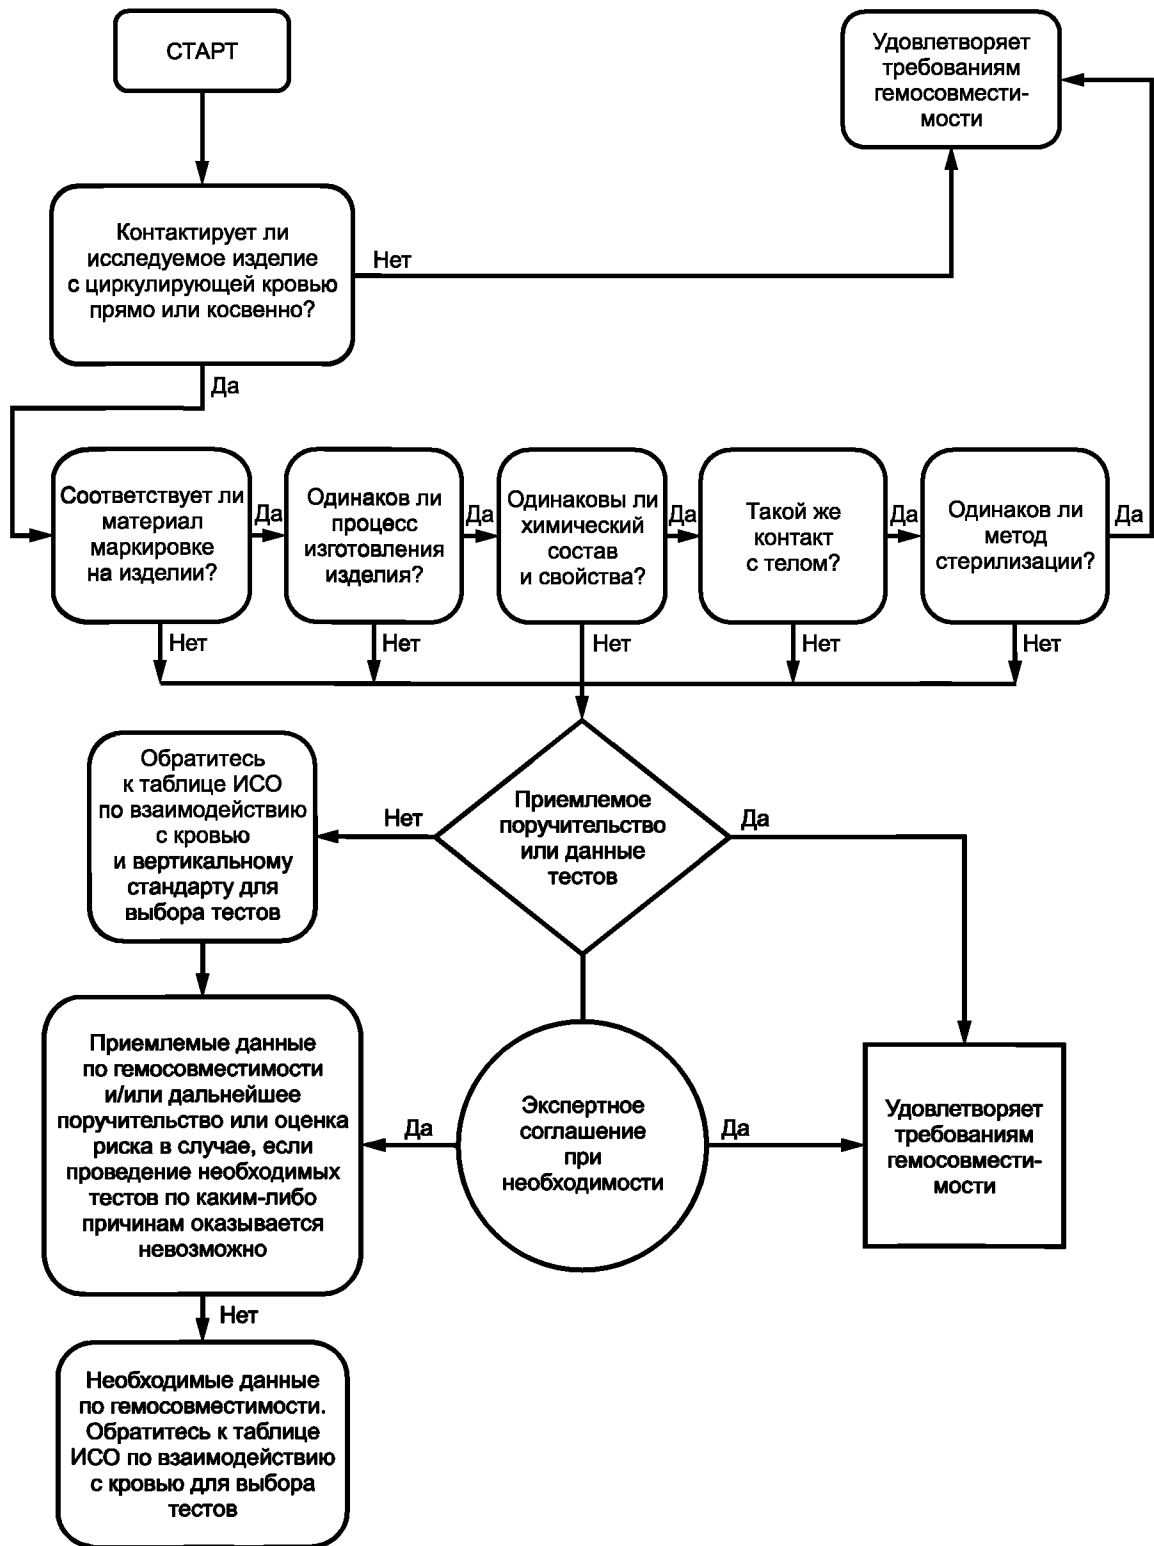 СТАРТ
Удовлетворяет
требованиям
гемосовмести-
мости
Контактирует ли
исследуемое изделие
с циркулирующей кровью
прямо или косвенно?
Нет
Да
Соответствует ли
материал
маркировке
на изделии?
Да
Одинаков ли
процесс
изготовления
изделия?
Да
Одинаковы ли
химический
состав
и свойства?
Да
Такой же
контакт
с телом?
Да
Одинаков ли
метод
стерилизации?
Да
Нет
Нет
Нет
Нет
Нет
Обратитесь
к таблице ИСО
по взаимодействию
с кровью
и вертикальному
стандарту для
выбора тестов
Нет
Приемлемое
поручительство
или данные
тестов
Да
Приемлемые данные
по гемосовместимости
и/или дальнейшее
поручительство или оценка
риска в случае, если
проведение необходимых
тестов по каким-либо
причинам оказывается
невозможно
Да
Экспертное
соглашение
при
необходимости
Да
Удовлетворяет
требованиям
гемосовмести-
мости
Нет
Необходимые данные
по гемосовместимости.
Обратитесь к таблице
ИСО по взаимодействию
с кровью для выбора
тестов